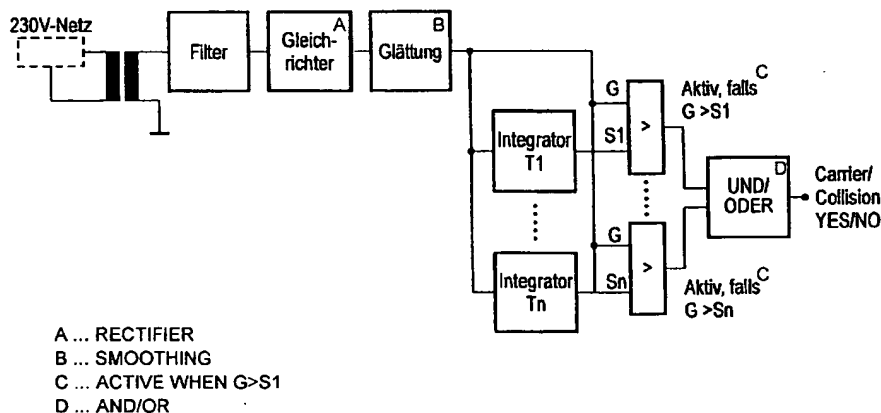 230V-Netz
Filter
A
Gleich-
richter
B
Glättung
G
S1
>
Aktiv, falls C
G >S1
Integrator
T1
D
UND/
ODER
Carrier/
Collision
YES/NO
G
Sn
>
Aktiv, falls C
G >Sn
Integrator
Tn
A ... RECTIFIER
B ... SMOOTHING
C ... ACTIVE WHEN G>S1
D ... AND/OR